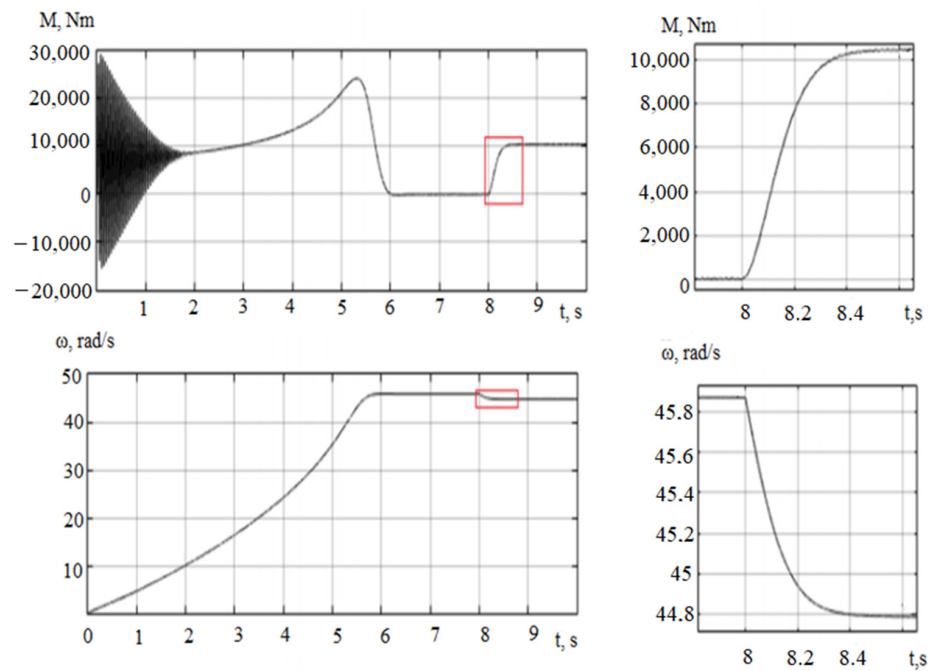 M, Nm
30,000
20,000
10,000
0
−10,000
−20,000
1 2 3 4 5 6 7 8 9 t, s
M, Nm
10,000
8,000
6,000
4,000
2,000
0
8 8.2 8.4 t,s
ω, rad/s
50
40
30
20
10
0 1 2 3 4 5 6 7 8 9 t, s
ω, rad/s
45.8
45.6
45.4
45.2
45
44.8
8 8.2 8.4 t,s